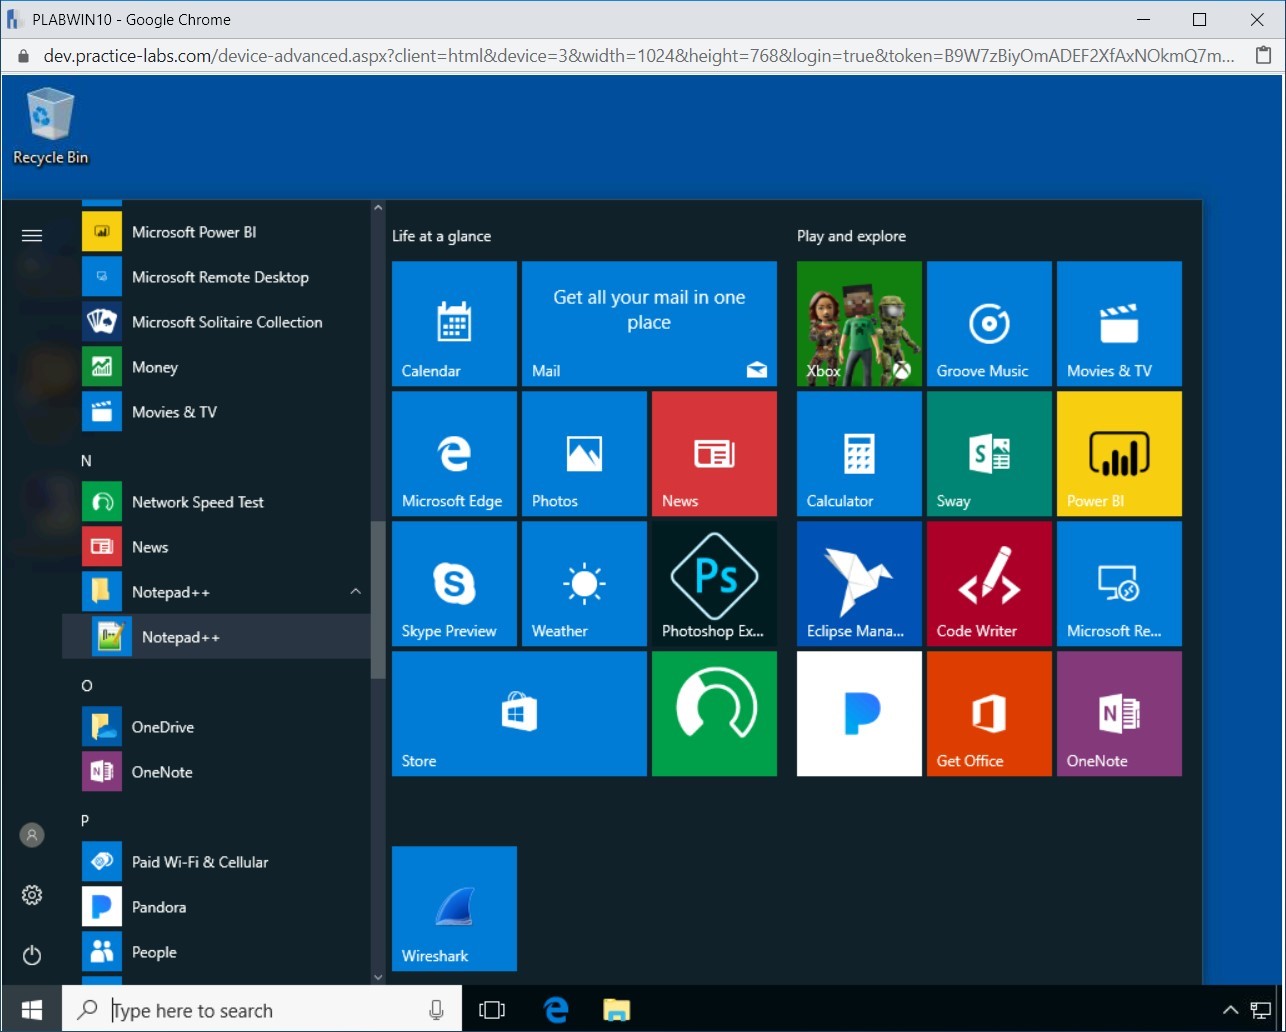 PLABWIN10 - Google Chrome
dev.practice-labs.com/device-advanced.aspx?client=html&device=3&width=1024&height=768&login=true&token=B9W7zBiyOmADEF2XfAxNOkmQ7m...
Recycle Bin
Microsoft Power BI
Microsoft Remote Desktop
Microsoft Solitaire Collection
Money
Movies & TV
N
Network Speed Test
News
Notepad++
Notepad++
O
OneDrive
OneNote
P
Paid Wi-Fi & Cellular
Pandora
People
Life at a glance
Calendar
Get all your mail in one
place
Mail
Microsoft Edge
Photos
News
Skype Preview
Weather
Ps
Photoshop Ex...
Store
Wireshark
Play and explore
Xbox
Groove Music
Movies & TV
Calculator
Sway
Power BI
Eclipse Mana...
Code Writer
Microsoft Re...
Get Office
OneNote
Type here to search